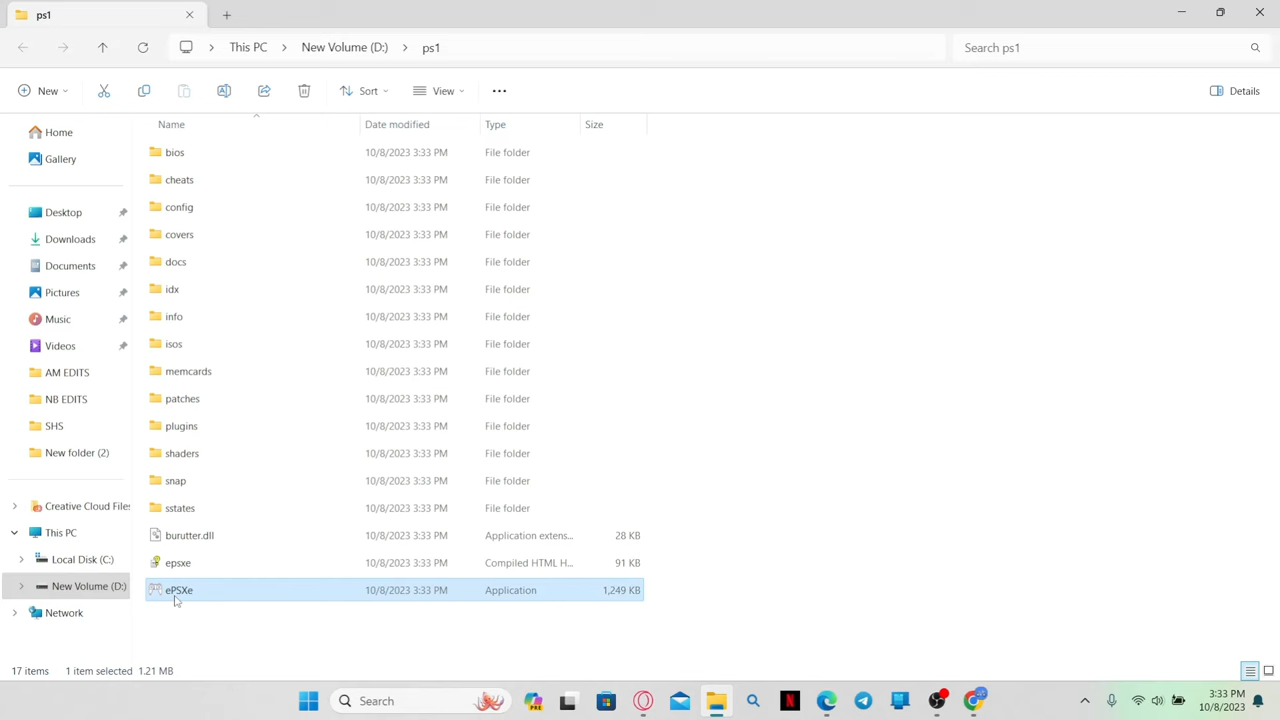 ps1
This PC
New Volume (D:)
ps1
Search ps1
New
Sort
View
Details
Home
Gallery
Desktop
Downloads
Documents
Pictures
Music
Videos
AM EDITS
NB EDITS
SHS
New folder (2)
Creative Cloud Files
This PC
Local Disk (C:)
New Volume (D:)
Network
Name Date modified Type Size
bios 10/8/2023 3:33 PM File folder
cheats 10/8/2023 3:33 PM File folder
config 10/8/2023 3:33 PM File folder
covers 10/8/2023 3:33 PM File folder
docs 10/8/2023 3:33 PM File folder
idx 10/8/2023 3:33 PM File folder
info 10/8/2023 3:33 PM File folder
isos 10/8/2023 3:33 PM File folder
memcards 10/8/2023 3:33 PM File folder
patches 10/8/2023 3:33 PM File folder
plugins 10/8/2023 3:33 PM File folder
shaders 10/8/2023 3:33 PM File folder
snap 10/8/2023 3:33 PM File folder
sstates 10/8/2023 3:33 PM File folder
burutter.dll 10/8/2023 3:33 PM Application extens... 28 KB
epsxe 10/8/2023 3:33 PM Compiled HTML H... 91 KB
ePSXe 10/8/2023 3:33 PM Application 1,249 KB
17 items 1 item selected 1.21 MB
Search
PRE
N
3:33 PM
10/8/2023